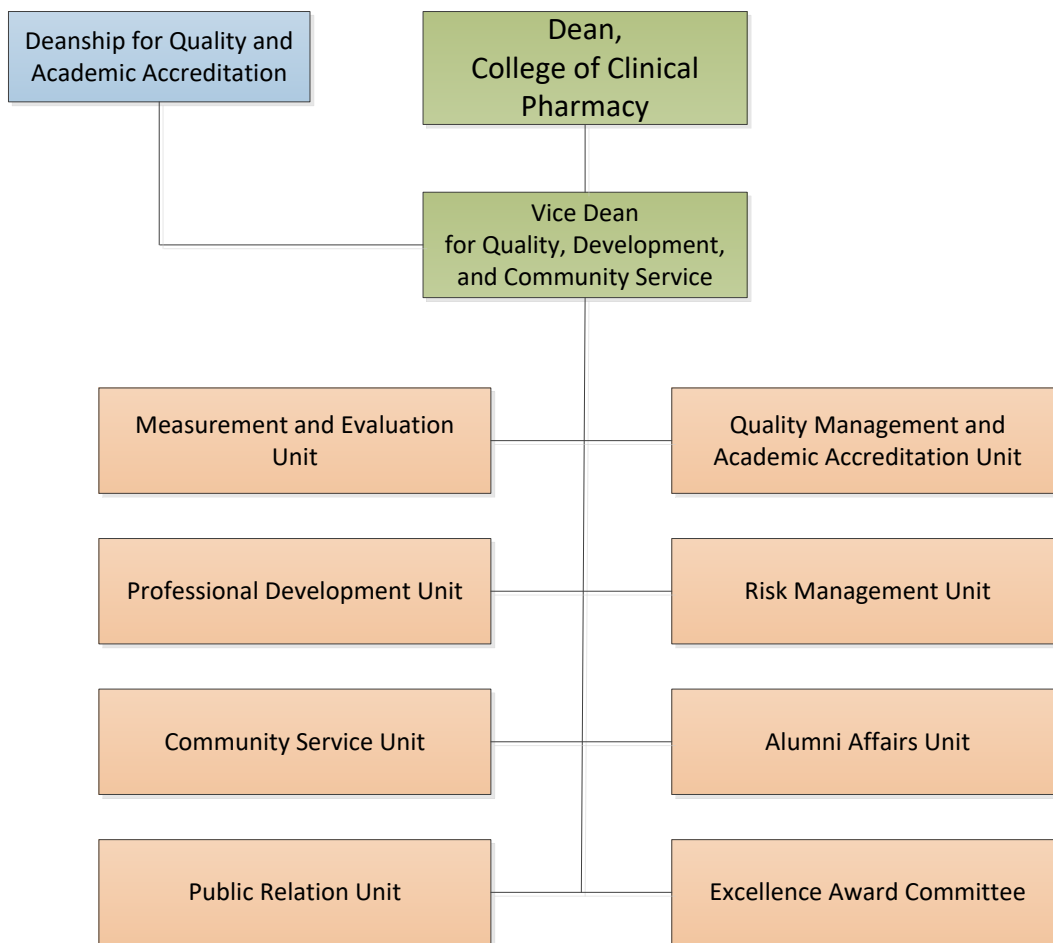 Deanship for Quality and
Academic Accreditation
Dean,
College of Clinical
Pharmacy
Vice Dean
for Quality, Development,
and Community Service
Measurement and Evaluation
Unit
Quality Management and
Academic Accreditation Unit
Professional Development Unit
Risk Management Unit
Community Service Unit
Alumni Affairs Unit
Public Relation Unit
Excellence Award Committee